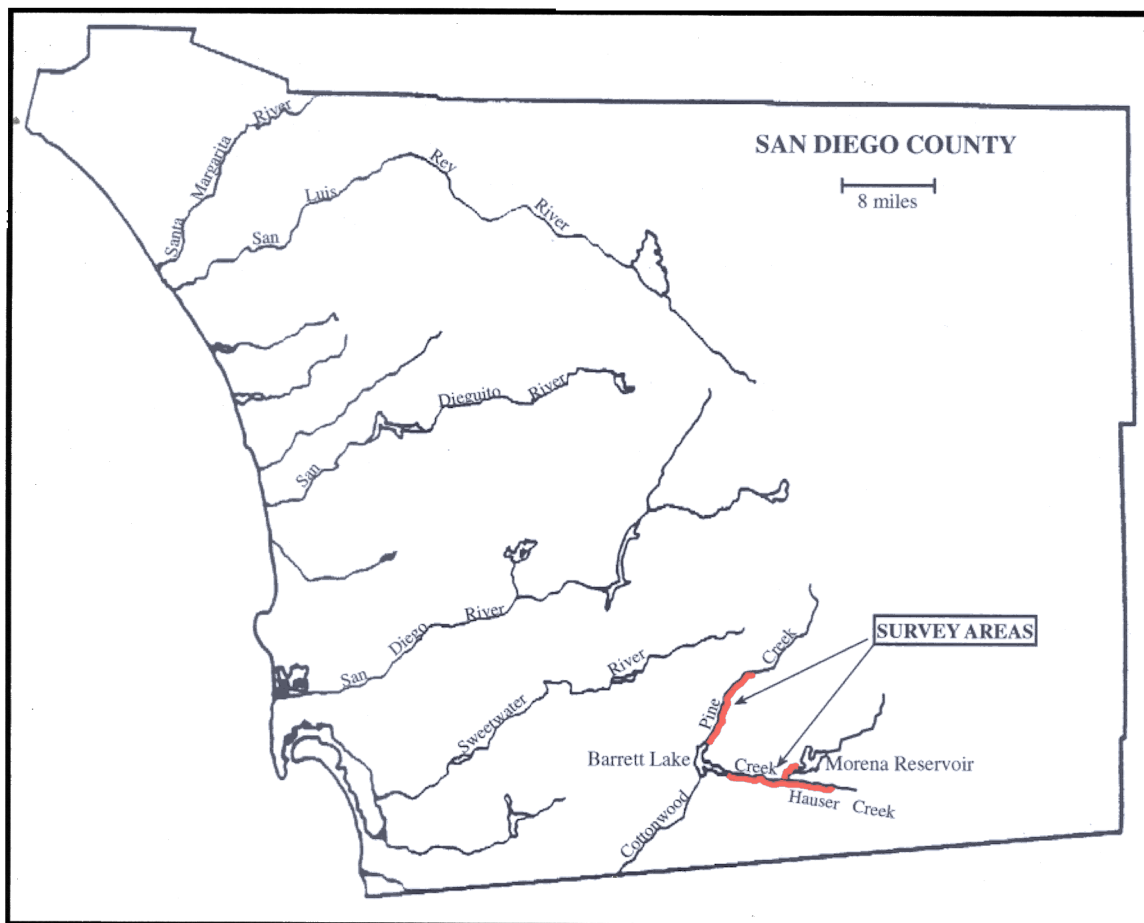 SAN DIEGO COUNTY
8 miles
Santa Margarita River
San Luis Rey River
San Dieguito River
San Diego River
Sweetwater River
SURVEY AREAS
Pine Creek
Barrett Lake
Cottonwood Creek
Morena Reservoir
Hauser Creek